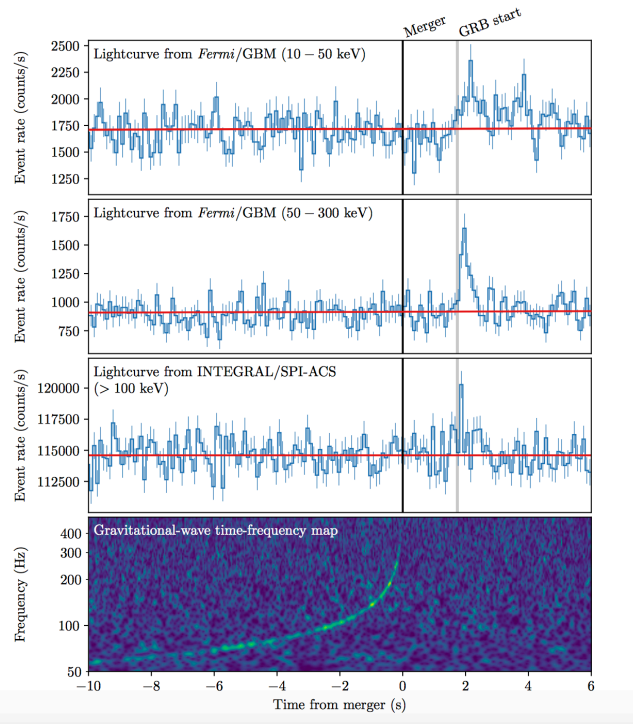 Merger
GRB start
Lightcurve from Fermi/GBM (10 − 50 keV)
Event rate (counts/s)
2500
2250
2000
1750
1500
1250
Lightcurve from Fermi/GBM (50 − 300 keV)
Event rate (counts/s)
1750
1500
1250
1000
750
Lightcurve from INTEGRAL/SPI-ACS
(> 100 keV)
Event rate (counts/s)
120000
117500
115000
112500
Gravitational-wave time-frequency map
Frequency (Hz)
400
300
200
100
50
−10 −8 −6 −4 −2 0 2 4 6
Time from merger (s)